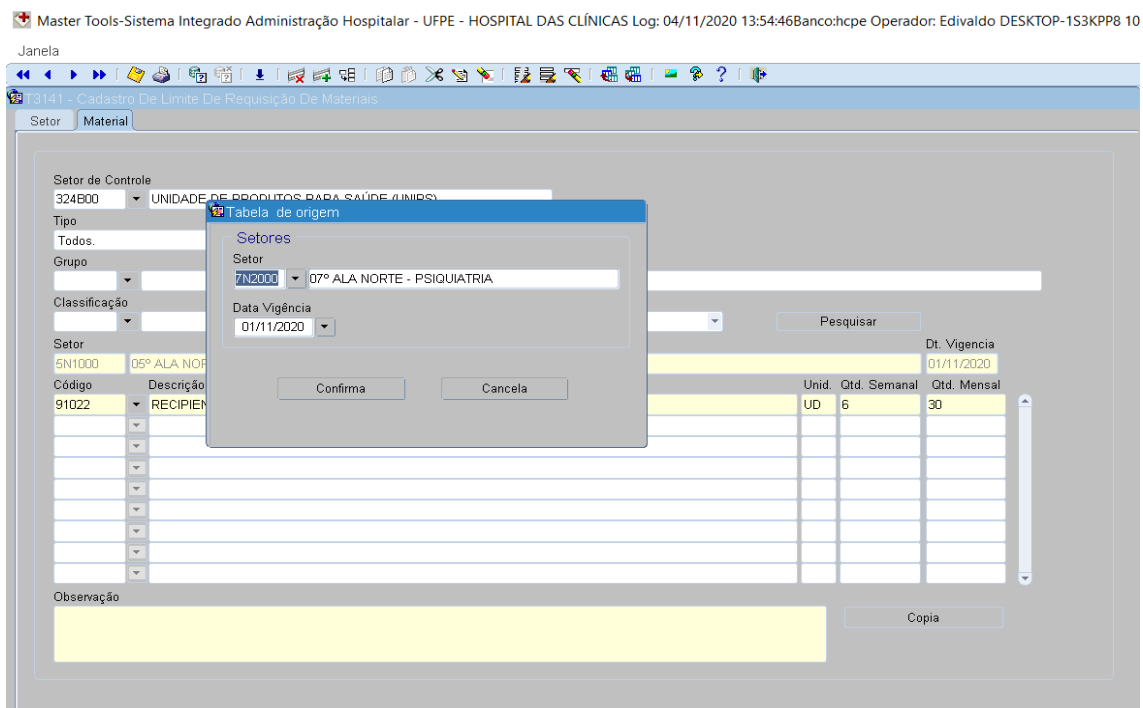 Master Tools-Sistema Integrado Administração Hospitalar - UFPE - HOSPITAL DAS CLÍNICAS Log: 04/11/2020 13:54:46Banco:hcpe Operador: Edivaldo DESKTOP-1S3KPP8 10
Janela
T3141 - Cadastro De Limite De Requisição De Materiais
Setor Material
Setor de Controle
324B00 UNIDADE DE PRODUTOS PARA SAÚDE (UNIPS)
Tipo
Todos.
Grupo
Classificação
Pesquisar
Tabela de origem
Setores
Setor
7N2000 07º ALA NORTE - PSIQUIATRIA
Data Vigência
01/11/2020
Confirma Cancela
Setor Dt. Vigencia
5N1000 05º ALA NOR 01/11/2020
Código Descrição Unid. Qtd. Semanal Qtd. Mensal
91022 RECIPIEN UD 6 30
Observação
Copia